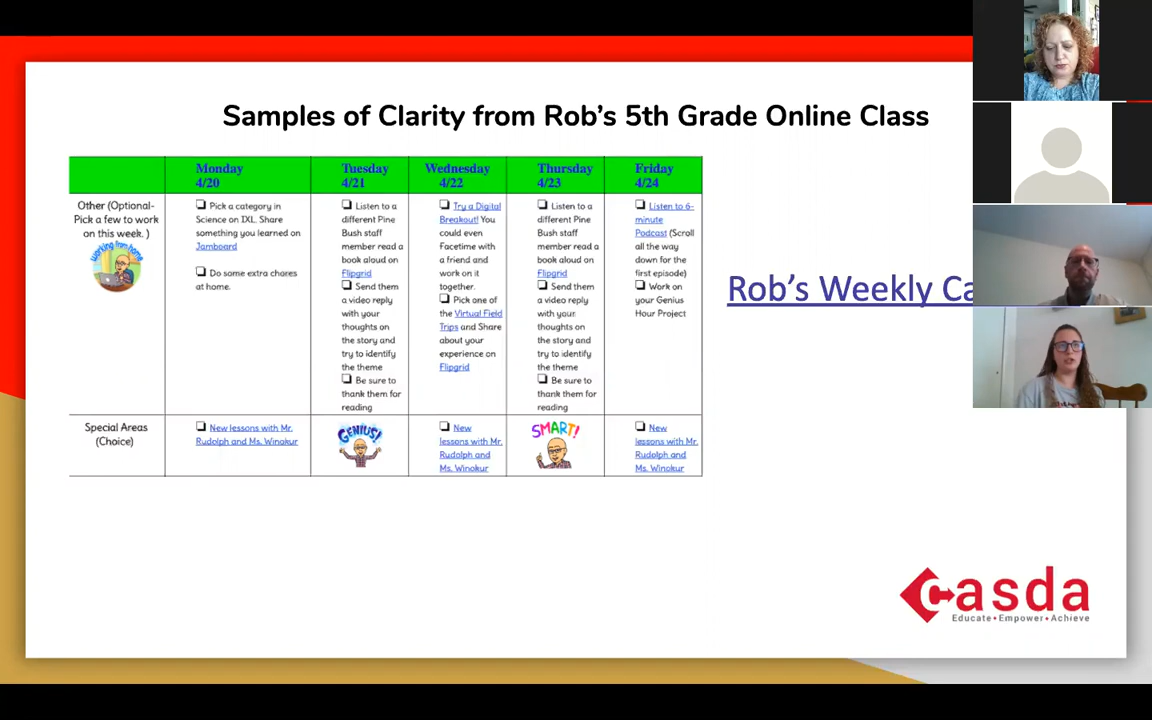 Samples of Clarity from Rob's 5th Grade Online Class
Monday
4/20
Tuesday
4/21
Wednesday
4/22
Thursday
4/23
Friday
4/24
Other (Optional-
Pick a few to work
on this week. )
working from home
Pick a category in
Science on IXL. Share
something you learned on
Jamboard
Do some extra chores
at home.
Listen to a
different Pine
Bush staff
member read a
book aloud on
Flipgrid
Send them
a video reply
with your
thoughts on
the story and
try to identify
the theme
Be sure to
thank them for
reading
Try a Digital
Breakout! You
could even
Facetime with
a friend and
work on it
together.
Pick one of
the Virtual Field
Trips and Share
about your
experience on
Flipgrid
Listen to a
different Pine
Bush staff
member read a
book aloud on
Flipgrid
Send them
a video reply
with your
thoughts on
the story and
try to identify
the theme
Be sure to
thank them for
reading
Listen to 6-
minute
Podcast (Scroll
all the way
down for the
first episode)
Work on
your Genius
Hour Project
Special Areas
(Choice)
New lessons with Mr.
Rudolph and Ms. Winokur
GENIUS!
New
lessons with Mr.
Rudolph and
Ms. Winokur
SMART!
New
lessons with Mr.
Rudolph and
Ms. Winokur
Rob's Weekly Ca
casda
Educate • Empower • Achieve